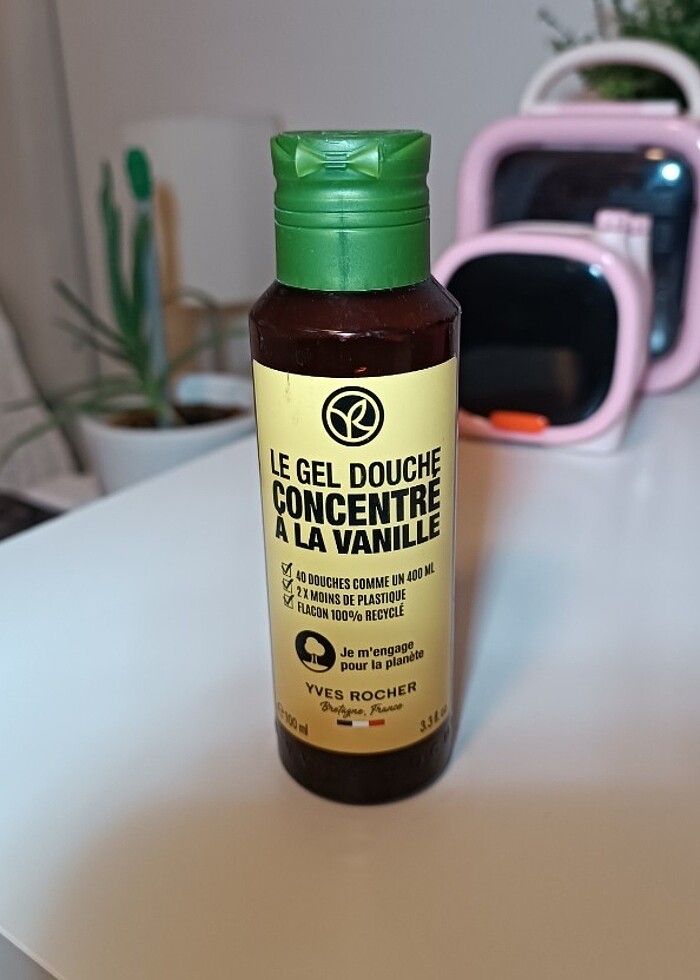 LE GEL DOUCHE
CONCENTRÉ
À LA VANILLE
40 DOUCHES COMME UN 400 ML
2 X MOINS DE PLASTIQUE
FLACON 100% RECYCLÉ
Je m'engage
pour la planète
YVES ROCHER
Bretagne, France
100 ml
3.3 fl. oz